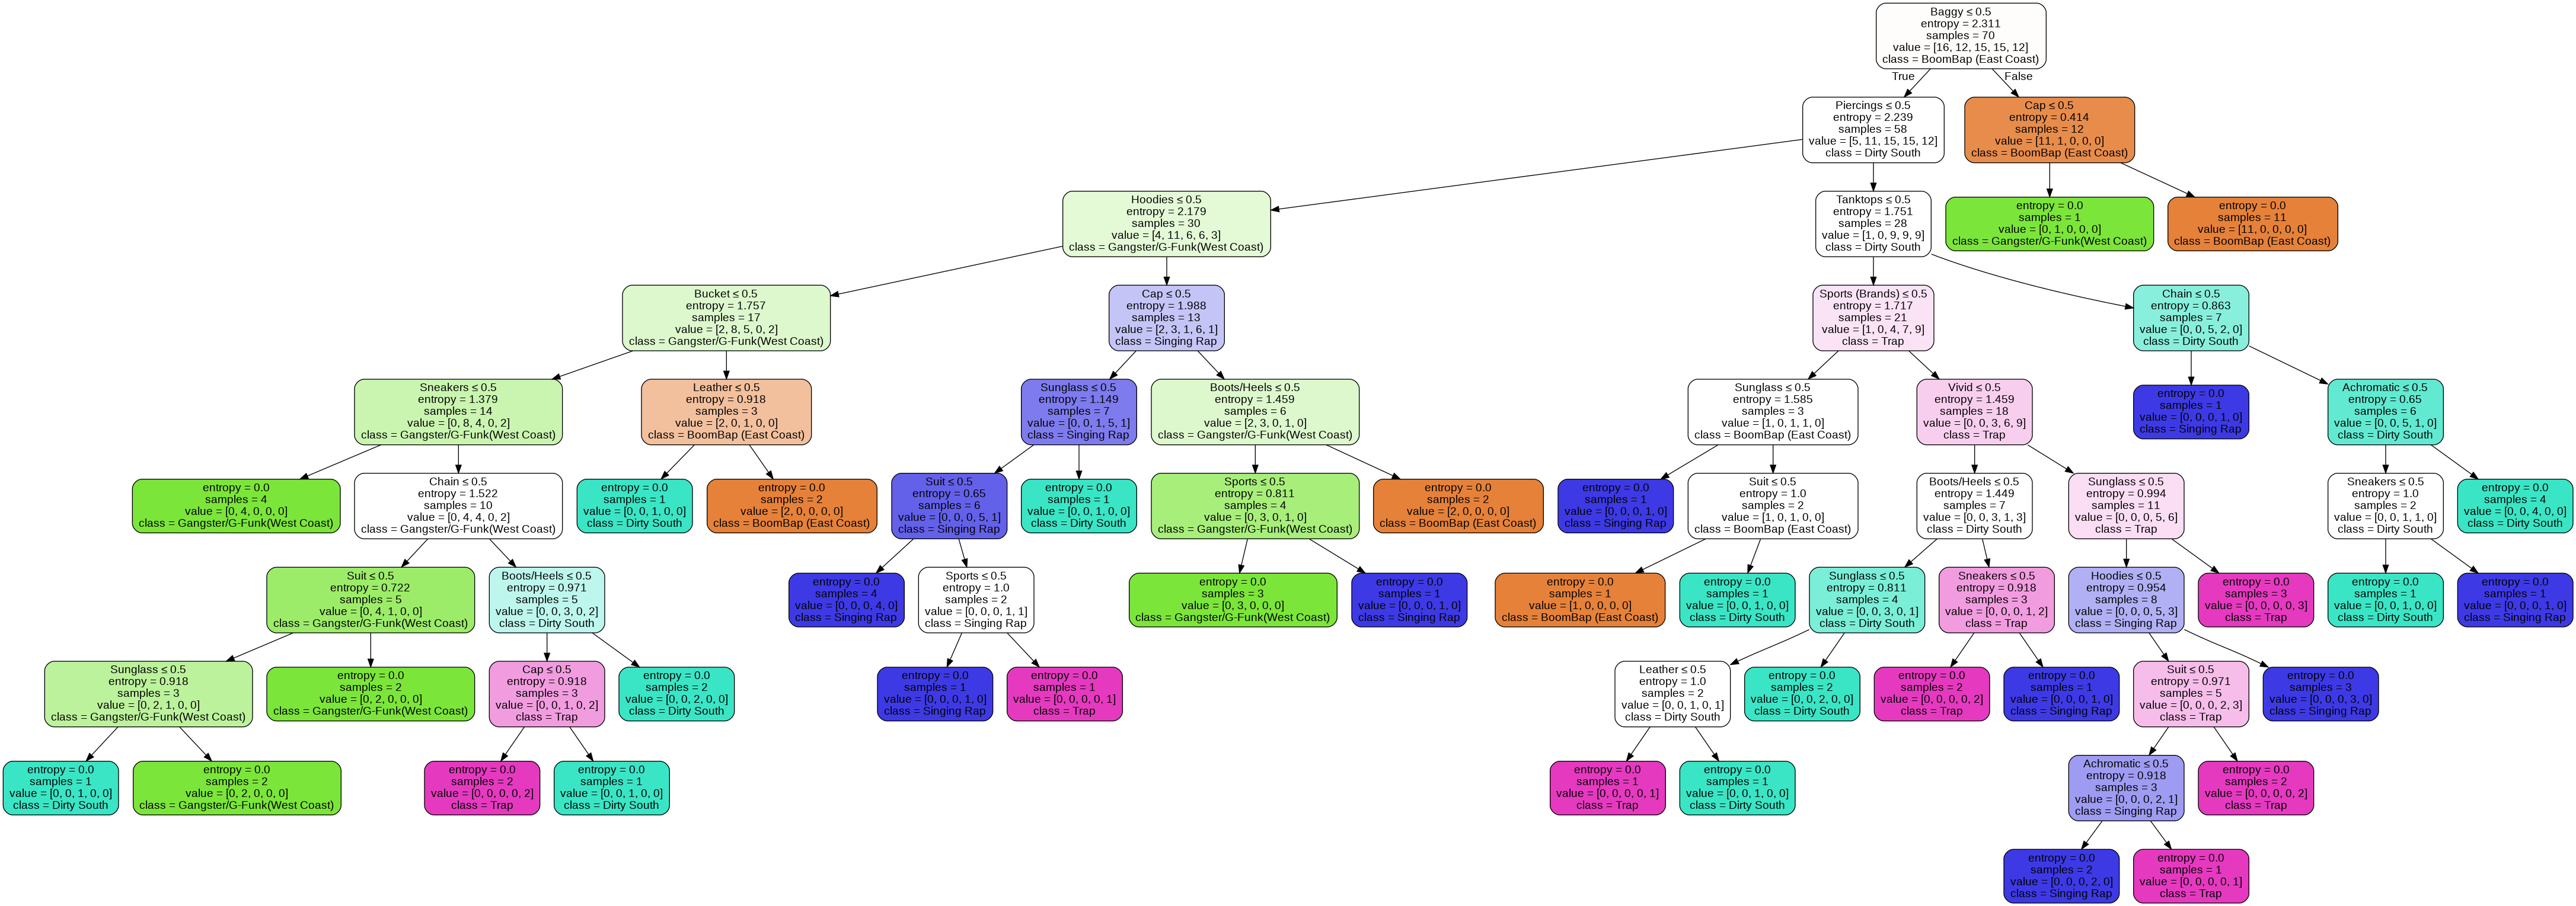 Baggy ≤ 0.5
entropy = 2.311
samples = 70
value = [16, 12, 15, 15, 12]
class = BoomBap (East Coast)
True
False
Piercings ≤ 0.5
entropy = 2.239
samples = 58
value = [5, 11, 15, 15, 12]
class = Dirty South
Cap ≤ 0.5
entropy = 0.414
samples = 12
value = [11, 1, 0, 0, 0]
class = BoomBap (East Coast)
Hoodies ≤ 0.5
entropy = 2.179
samples = 30
value = [4, 11, 6, 6, 3]
class = Gangster/G-Funk(West Coast)
Tanktops ≤ 0.5
entropy = 1.751
samples = 28
value = [1, 0, 9, 9, 9]
class = Dirty South
entropy = 0.0
samples = 1
value = [0, 1, 0, 0, 0]
class = Gangster/G-Funk(West Coast)
entropy = 0.0
samples = 11
value = [11, 0, 0, 0, 0]
class = BoomBap (East Coast)
Bucket ≤ 0.5
entropy = 1.757
samples = 17
value = [2, 8, 5, 0, 2]
class = Gangster/G-Funk(West Coast)
Cap ≤ 0.5
entropy = 1.988
samples = 13
value = [2, 3, 1, 6, 1]
class = Singing Rap
Sports (Brands) ≤ 0.5
entropy = 1.717
samples = 21
value = [1, 0, 4, 7, 9]
class = Trap
Chain ≤ 0.5
entropy = 0.863
samples = 7
value = [0, 0, 5, 2, 0]
class = Dirty South
Sneakers ≤ 0.5
entropy = 1.379
samples = 14
value = [0, 8, 4, 0, 2]
class = Gangster/G-Funk(West Coast)
Leather ≤ 0.5
entropy = 0.918
samples = 3
value = [2, 0, 1, 0, 0]
class = BoomBap (East Coast)
Sunglass ≤ 0.5
entropy = 1.149
samples = 7
value = [0, 0, 1, 5, 1]
class = Singing Rap
Boots/Heels ≤ 0.5
entropy = 1.459
samples = 6
value = [2, 3, 0, 1, 0]
class = Gangster/G-Funk(West Coast)
Sunglass ≤ 0.5
entropy = 1.585
samples = 3
value = [1, 0, 1, 1, 0]
class = BoomBap (East Coast)
Vivid ≤ 0.5
entropy = 1.459
samples = 18
value = [0, 0, 3, 6, 9]
class = Trap
entropy = 0.0
samples = 1
value = [0, 0, 0, 1, 0]
class = Singing Rap
Achromatic ≤ 0.5
entropy = 0.65
samples = 6
value = [0, 0, 5, 1, 0]
class = Dirty South
entropy = 0.0
samples = 4
value = [0, 4, 0, 0, 0]
class = Gangster/G-Funk(West Coast)
Chain ≤ 0.5
entropy = 1.522
samples = 10
value = [0, 4, 4, 0, 2]
class = Gangster/G-Funk(West Coast)
entropy = 0.0
samples = 1
value = [0, 0, 1, 0, 0]
class = Dirty South
entropy = 0.0
samples = 2
value = [2, 0, 0, 0, 0]
class = BoomBap (East Coast)
Suit ≤ 0.5
entropy = 0.65
samples = 6
value = [0, 0, 0, 5, 1]
class = Singing Rap
entropy = 0.0
samples = 1
value = [0, 0, 1, 0, 0]
class = Dirty South
Sports ≤ 0.5
entropy = 0.811
samples = 4
value = [0, 3, 0, 1, 0]
class = Gangster/G-Funk(West Coast)
entropy = 0.0
samples = 2
value = [2, 0, 0, 0, 0]
class = BoomBap (East Coast)
entropy = 0.0
samples = 1
value = [0, 0, 0, 1, 0]
class = Singing Rap
Suit ≤ 0.5
entropy = 1.0
samples = 2
value = [1, 0, 1, 0, 0]
class = BoomBap (East Coast)
Boots/Heels ≤ 0.5
entropy = 1.449
samples = 7
value = [0, 0, 3, 1, 3]
class = Dirty South
Sunglass ≤ 0.5
entropy = 0.994
samples = 11
value = [0, 0, 0, 5, 6]
class = Trap
Sneakers ≤ 0.5
entropy = 1.0
samples = 2
value = [0, 0, 1, 1, 0]
class = Dirty South
entropy = 0.0
samples = 4
value = [0, 0, 4, 0, 0]
class = Dirty South
Suit ≤ 0.5
entropy = 0.722
samples = 5
value = [0, 4, 1, 0, 0]
class = Gangster/G-Funk(West Coast)
Boots/Heels ≤ 0.5
entropy = 0.971
samples = 5
value = [0, 0, 3, 0, 2]
class = Dirty South
entropy = 0.0
samples = 4
value = [0, 0, 0, 4, 0]
class = Singing Rap
Sports ≤ 0.5
entropy = 1.0
samples = 2
value = [0, 0, 0, 1, 1]
class = Singing Rap
entropy = 0.0
samples = 3
value = [0, 3, 0, 0, 0]
class = Gangster/G-Funk(West Coast)
entropy = 0.0
samples = 1
value = [0, 0, 0, 1, 0]
class = Singing Rap
entropy = 0.0
samples = 1
value = [1, 0, 0, 0, 0]
class = BoomBap (East Coast)
entropy = 0.0
samples = 1
value = [0, 0, 1, 0, 0]
class = Dirty South
Sunglass ≤ 0.5
entropy = 0.811
samples = 4
value = [0, 0, 3, 0, 1]
class = Dirty South
Sneakers ≤ 0.5
entropy = 0.918
samples = 3
value = [0, 0, 0, 1, 2]
class = Trap
Hoodies ≤ 0.5
entropy = 0.954
samples = 8
value = [0, 0, 0, 5, 3]
class = Singing Rap
entropy = 0.0
samples = 3
value = [0, 0, 0, 0, 3]
class = Trap
entropy = 0.0
samples = 1
value = [0, 0, 1, 0, 0]
class = Dirty South
entropy = 0.0
samples = 1
value = [0, 0, 0, 1, 0]
class = Singing Rap
Sunglass ≤ 0.5
entropy = 0.918
samples = 3
value = [0, 2, 1, 0, 0]
class = Gangster/G-Funk(West Coast)
entropy = 0.0
samples = 2
value = [0, 2, 0, 0, 0]
class = Gangster/G-Funk(West Coast)
Cap ≤ 0.5
entropy = 0.918
samples = 3
value = [0, 0, 1, 0, 2]
class = Trap
entropy = 0.0
samples = 2
value = [0, 0, 2, 0, 0]
class = Dirty South
entropy = 0.0
samples = 1
value = [0, 0, 0, 1, 0]
class = Singing Rap
entropy = 0.0
samples = 1
value = [0, 0, 0, 0, 1]
class = Trap
Leather ≤ 0.5
entropy = 1.0
samples = 2
value = [0, 0, 1, 0, 1]
class = Dirty South
entropy = 0.0
samples = 2
value = [0, 0, 2, 0, 0]
class = Dirty South
entropy = 0.0
samples = 2
value = [0, 0, 0, 0, 2]
class = Trap
entropy = 0.0
samples = 1
value = [0, 0, 0, 1, 0]
class = Singing Rap
Suit ≤ 0.5
entropy = 0.971
samples = 5
value = [0, 0, 0, 2, 3]
class = Trap
entropy = 0.0
samples = 3
value = [0, 0, 0, 3, 0]
class = Singing Rap
entropy = 0.0
samples = 1
value = [0, 0, 1, 0, 0]
class = Dirty South
entropy = 0.0
samples = 2
value = [0, 2, 0, 0, 0]
class = Gangster/G-Funk(West Coast)
entropy = 0.0
samples = 2
value = [0, 0, 0, 0, 2]
class = Trap
entropy = 0.0
samples = 1
value = [0, 0, 1, 0, 0]
class = Dirty South
entropy = 0.0
samples = 1
value = [0, 0, 0, 0, 1]
class = Trap
entropy = 0.0
samples = 1
value = [0, 0, 1, 0, 0]
class = Dirty South
Achromatic ≤ 0.5
entropy = 0.918
samples = 3
value = [0, 0, 0, 2, 1]
class = Singing Rap
entropy = 0.0
samples = 2
value = [0, 0, 0, 0, 2]
class = Trap
entropy = 0.0
samples = 2
value = [0, 0, 0, 2, 0]
class = Singing Rap
entropy = 0.0
samples = 1
value = [0, 0, 0, 0, 1]
class = Trap